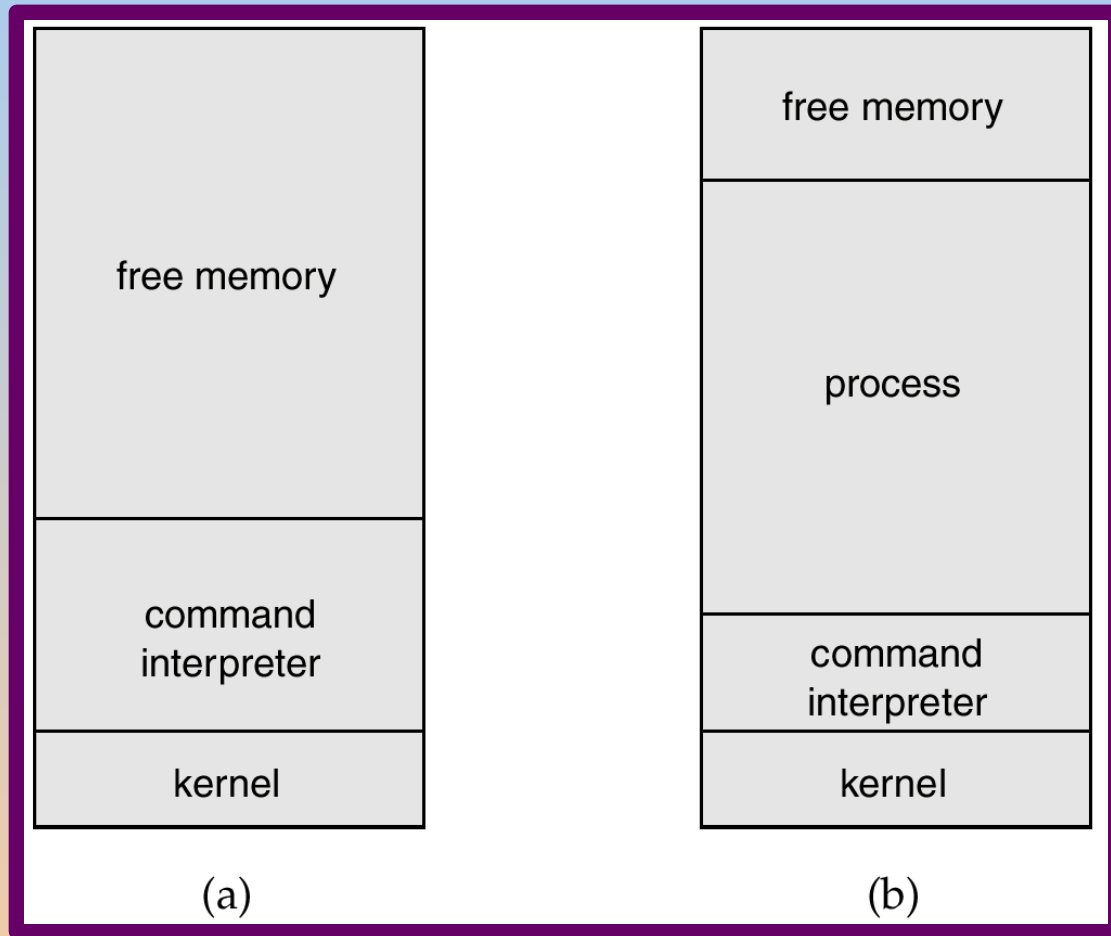 free memory
command
interpreter
kernel
(a)
free memory
process
command
interpreter
kernel
(b)